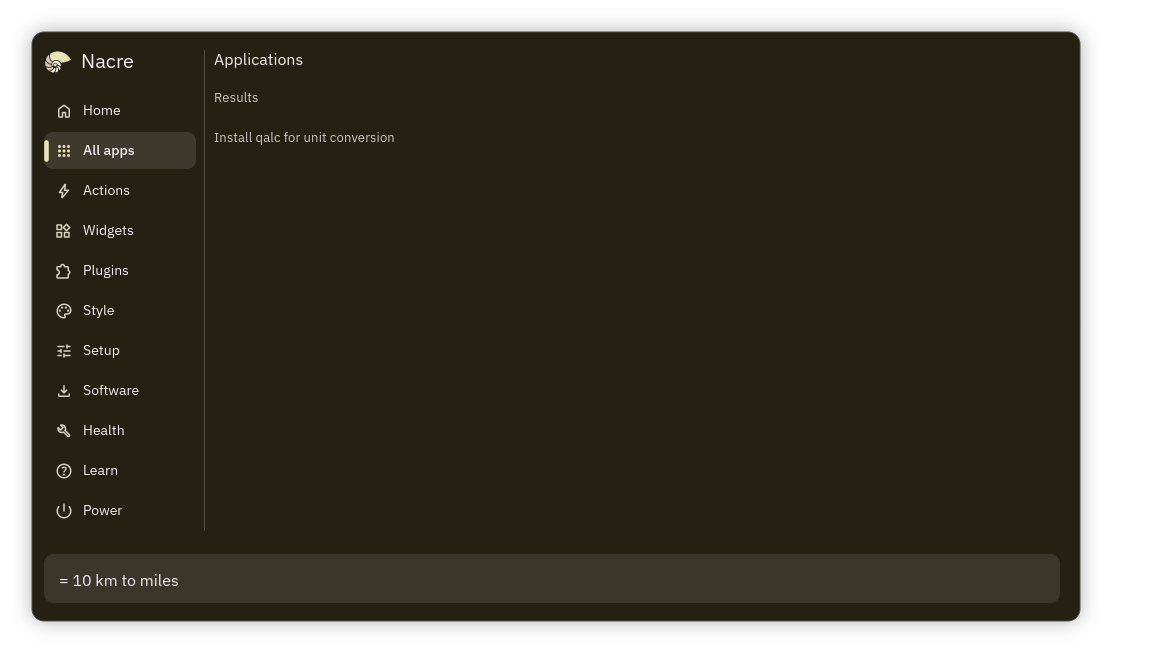 Nacre
Home
All apps
Actions
Widgets
Plugins
Style
Setup
Software
Health
Learn
Power
Applications
Results
Install qalc for unit conversion
= 10 km to miles